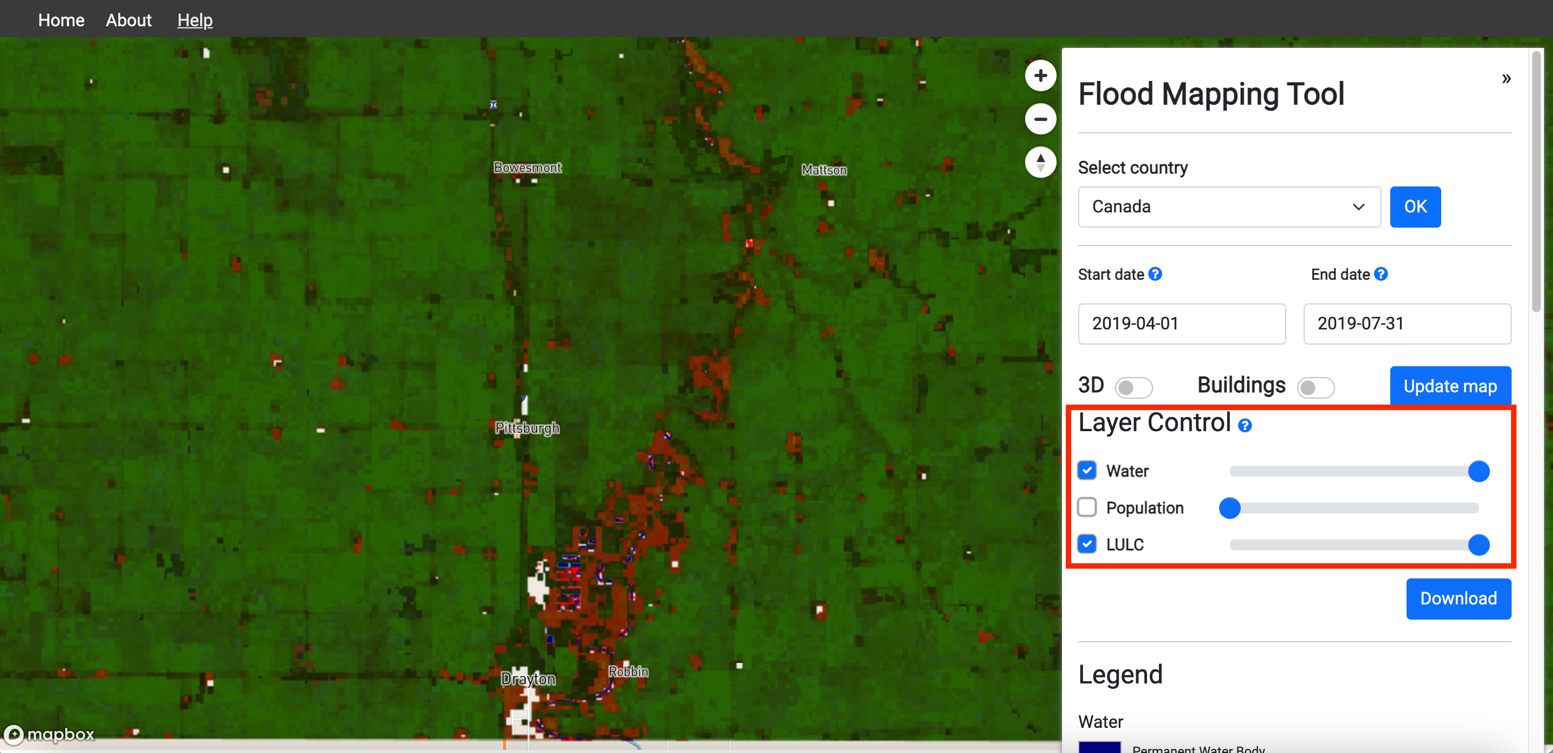 Home About Help
Bowesmont
Mattson
Pittsburgh
Robbin
Drayton
mapbox
»
Flood Mapping Tool
Select country
Canada
OK
Start date ? End date ?
2019-04-01 2019-07-31
3D Buildings Update map
Layer Control ?
Water
Population
LULC
Download
Legend
Water
Permanent Water Body